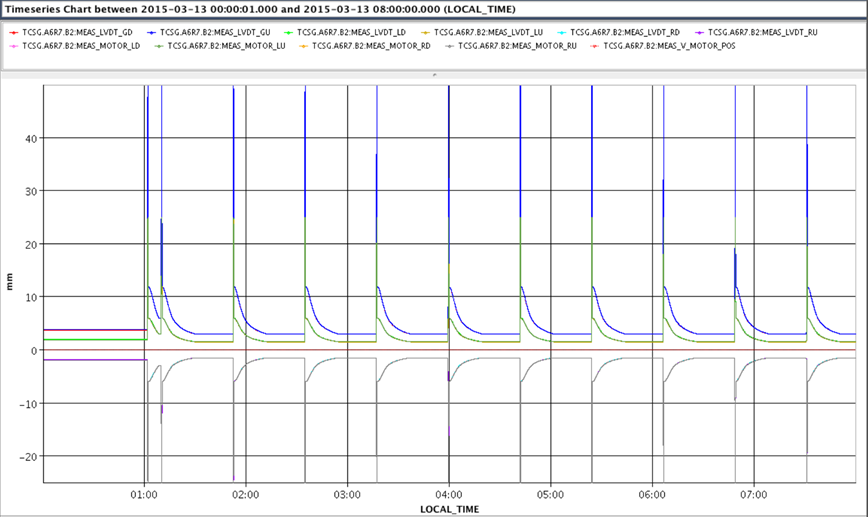 Timeseries Chart between 2015-03-13 00:00:01.000 and 2015-03-13 08:00:00.000 (LOCAL_TIME)
TCSG.A6R7.B2:MEAS_LVDT_GD TCSG.A6R7.B2:MEAS_LVDT_GU TCSG.A6R7.B2:MEAS_LVDT_LD TCSG.A6R7.B2:MEAS_LVDT_LU TCSG.A6R7.B2:MEAS_LVDT_RD TCSG.A6R7.B2:MEAS_LVDT_RU
TCSG.A6R7.B2:MEAS_MOTOR_LD TCSG.A6R7.B2:MEAS_MOTOR_LU TCSG.A6R7.B2:MEAS_MOTOR_RD TCSG.A6R7.B2:MEAS_MOTOR_RU TCSG.A6R7.B2:MEAS_V_MOTOR_POS
40
30
20
10
0
-10
-20
mm
01:00 02:00 03:00 04:00 05:00 06:00 07:00
LOCAL_TIME